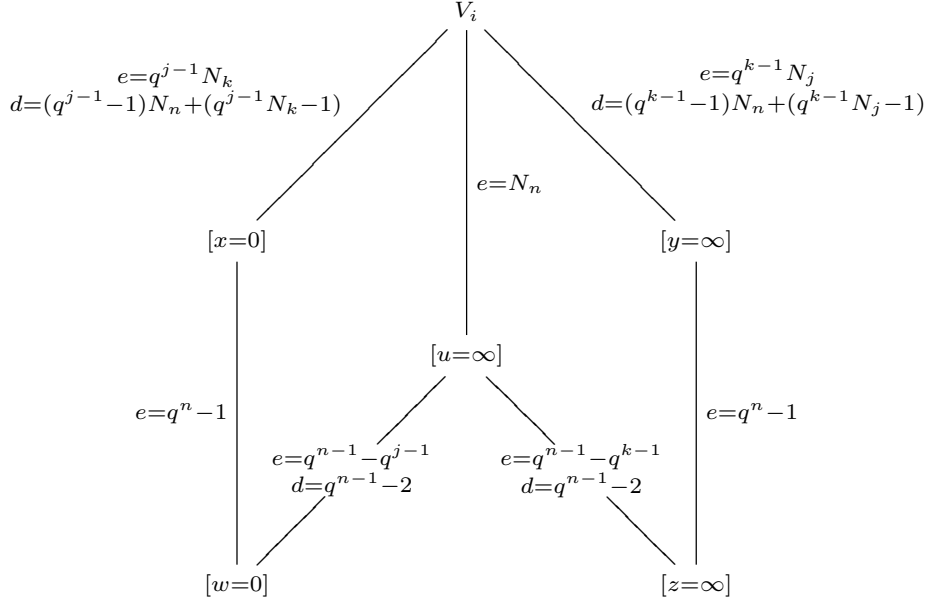 V_i
e=q^{j-1}N_k
d=(q^{j-1}-1)N_n+(q^{j-1}N_k-1)
e=q^{k-1}N_j
d=(q^{k-1}-1)N_n+(q^{k-1}N_j-1)
e=N_n
[x=0]
[y=∞]
[u=∞]
e=q^n-1
e=q^n-1
e=q^{n-1}-q^{j-1}
d=q^{n-1}-2
e=q^{n-1}-q^{k-1}
d=q^{n-1}-2
[w=0]
[z=∞]